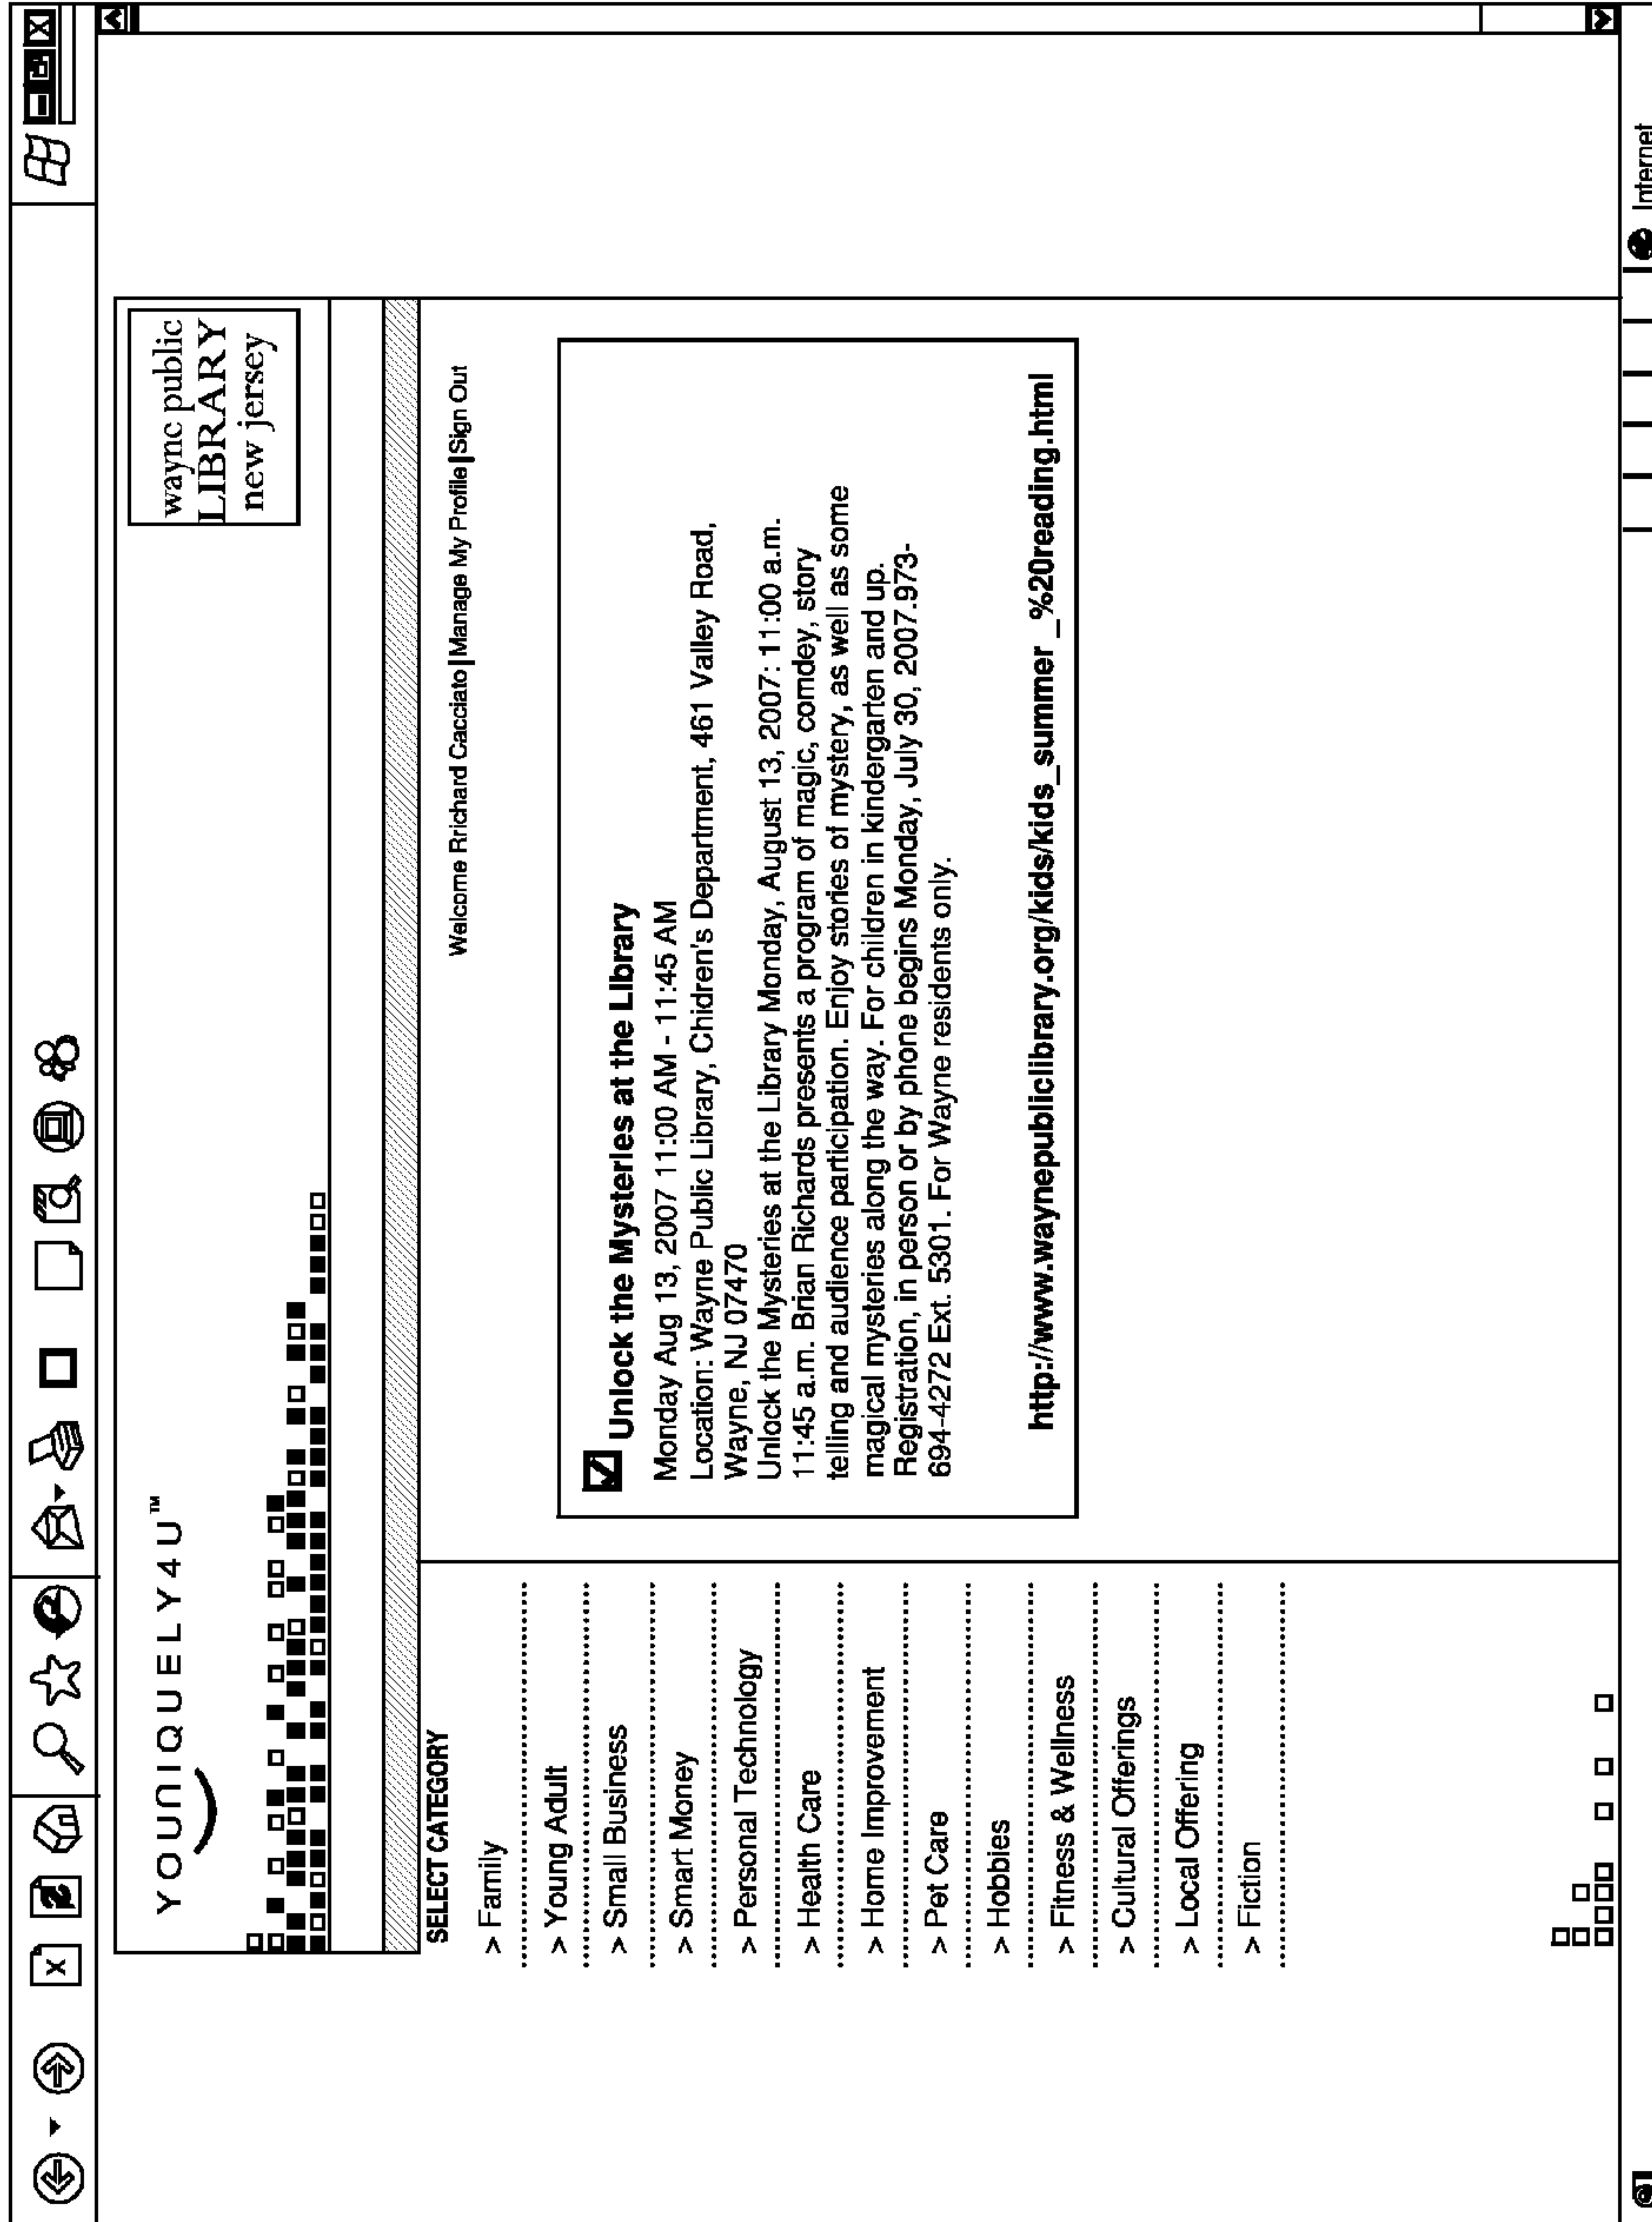 YOUNIQUELY4U™
wayne public
LIBRARY
new jersey
Welcome Rrichard Cacciato|Manage My Profile|Sign Out
SELECT CATEGORY
> Family
> Young Adult
> Small Business
> Smart Money
> Personal Technology
> Health Care
> Home Improvement
> Pet Care
> Hobbies
> Fitness & Wellness
> Cultural Offerings
> Local Offering
> Fiction
Unlock the Mysteries at the Library
Monday Aug 13, 2007 11:00 AM - 11:45 AM
Location: Wayne Public Library, Chidren's Department, 461 Valley Road,
Wayne, NJ 07470
Unlock the Mysteries at the Library Monday, August 13, 2007: 11:00 a.m.
11:45 a.m. Brian Richards presents a program of magic, comdey, story
telling and audience participation. Enjoy stories of mystery, as well as some
magical mysteries along the way. For children in kindergarten and up.
Registration, in person or by phone begins Monday, July 30, 2007.973-
694-4272 Ext. 5301. For Wayne residents only.
http://www.waynepubliclibrary.org/kids/kids_summer_%20reading.html
Internet